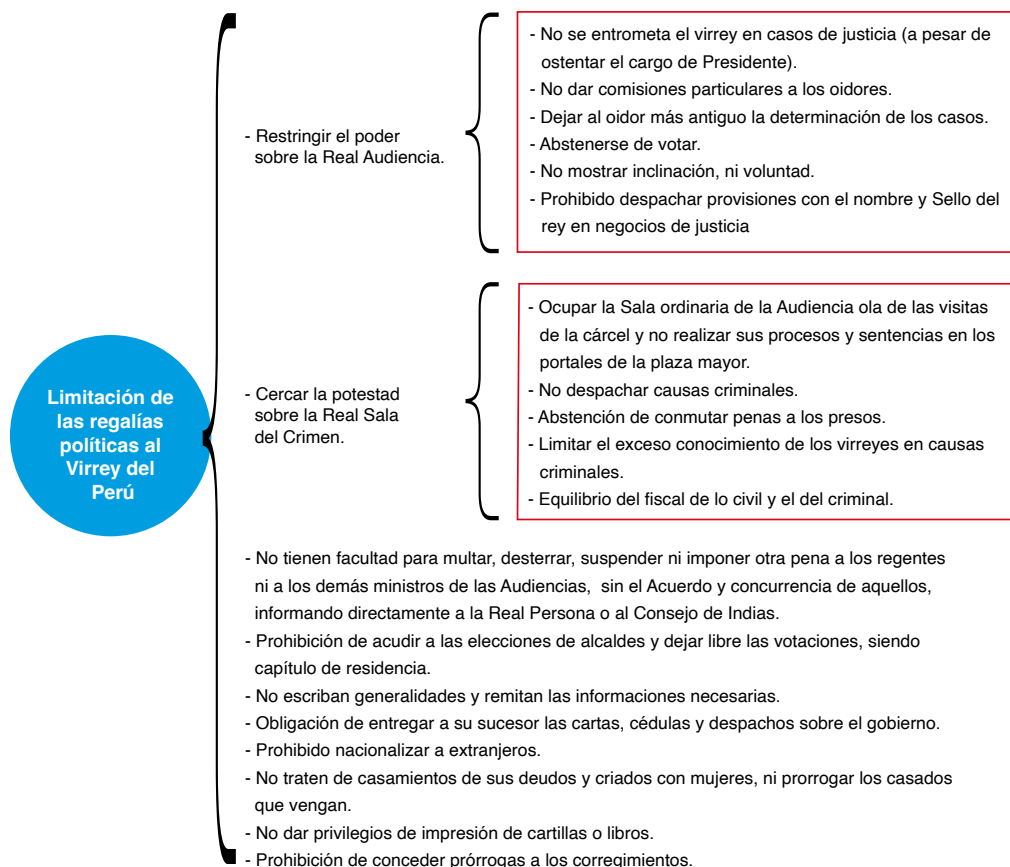 Limitación de
las regalías
políticas al
Virrey del
Perú
- Restringir el poder
sobre la Real Audiencia.
- No se entrometa el virrey en casos de justicia (a pesar de
ostentar el cargo de Presidente).
- No dar comisiones particulares a los oidores.
- Dejar al oidor más antiguo la determinación de los casos.
- Abstenerse de votar.
- No mostrar inclinación, ni voluntad.
- Prohibido despachar provisiones con el nombre y Sello del
rey en negocios de justicia
- Cercar la potestad
sobre la Real Sala
del Crimen.
- Ocupar la Sala ordinaria de la Audiencia ola de las visitas
de la cárcel y no realizar sus procesos y sentencias en los
portales de la plaza mayor.
- No despachar causas criminales.
- Abstención de conmutar penas a los presos.
- Limitar el exceso conocimiento de los virreyes en causas
criminales.
- Equilibrio del fiscal de lo civil y el del criminal.
- No tienen facultad para multar, desterrar, suspender ni imponer otra pena a los regentes
ni a los demás ministros de las Audiencias, sin el Acuerdo y concurrencia de aquellos,
informando directamente a la Real Persona o al Consejo de Indias.
- Prohibición de acudir a las elecciones de alcaldes y dejar libre las votaciones, siendo
capítulo de residencia.
- No escriban generalidades y remitan las informaciones necesarias.
- Obligación de entregar a su sucesor las cartas, cédulas y despachos sobre el gobierno.
- Prohibido nacionalizar a extranjeros.
- No traten de casamientos de sus deudos y criados con mujeres, ni prorrogar los casados
que vengan.
- No dar privilegios de impresión de cartillas o libros.
- Prohibición de conceder prórrogas a los corregimientos.